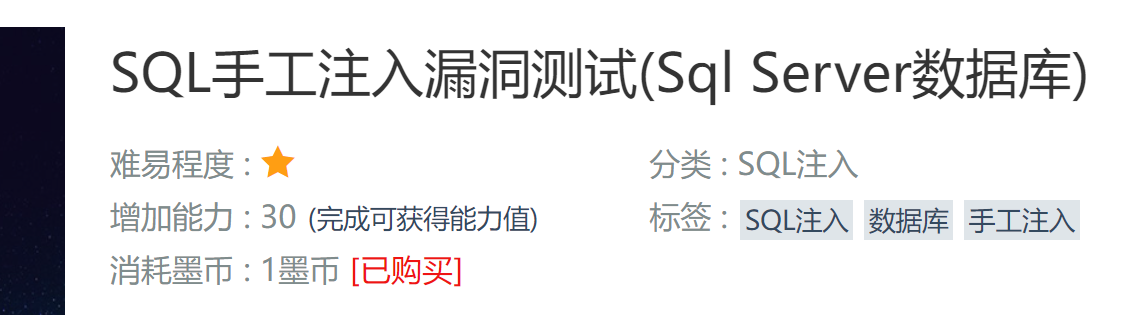 SQL手工注入漏洞测试(Sql Server数据库)
难易程度 : 分类 : SQL注入
增加能力 : 30 (完成可获得能力值) 标签 : SQL注入 数据库 手工注入
消耗墨币 : 1墨币 [已购买]